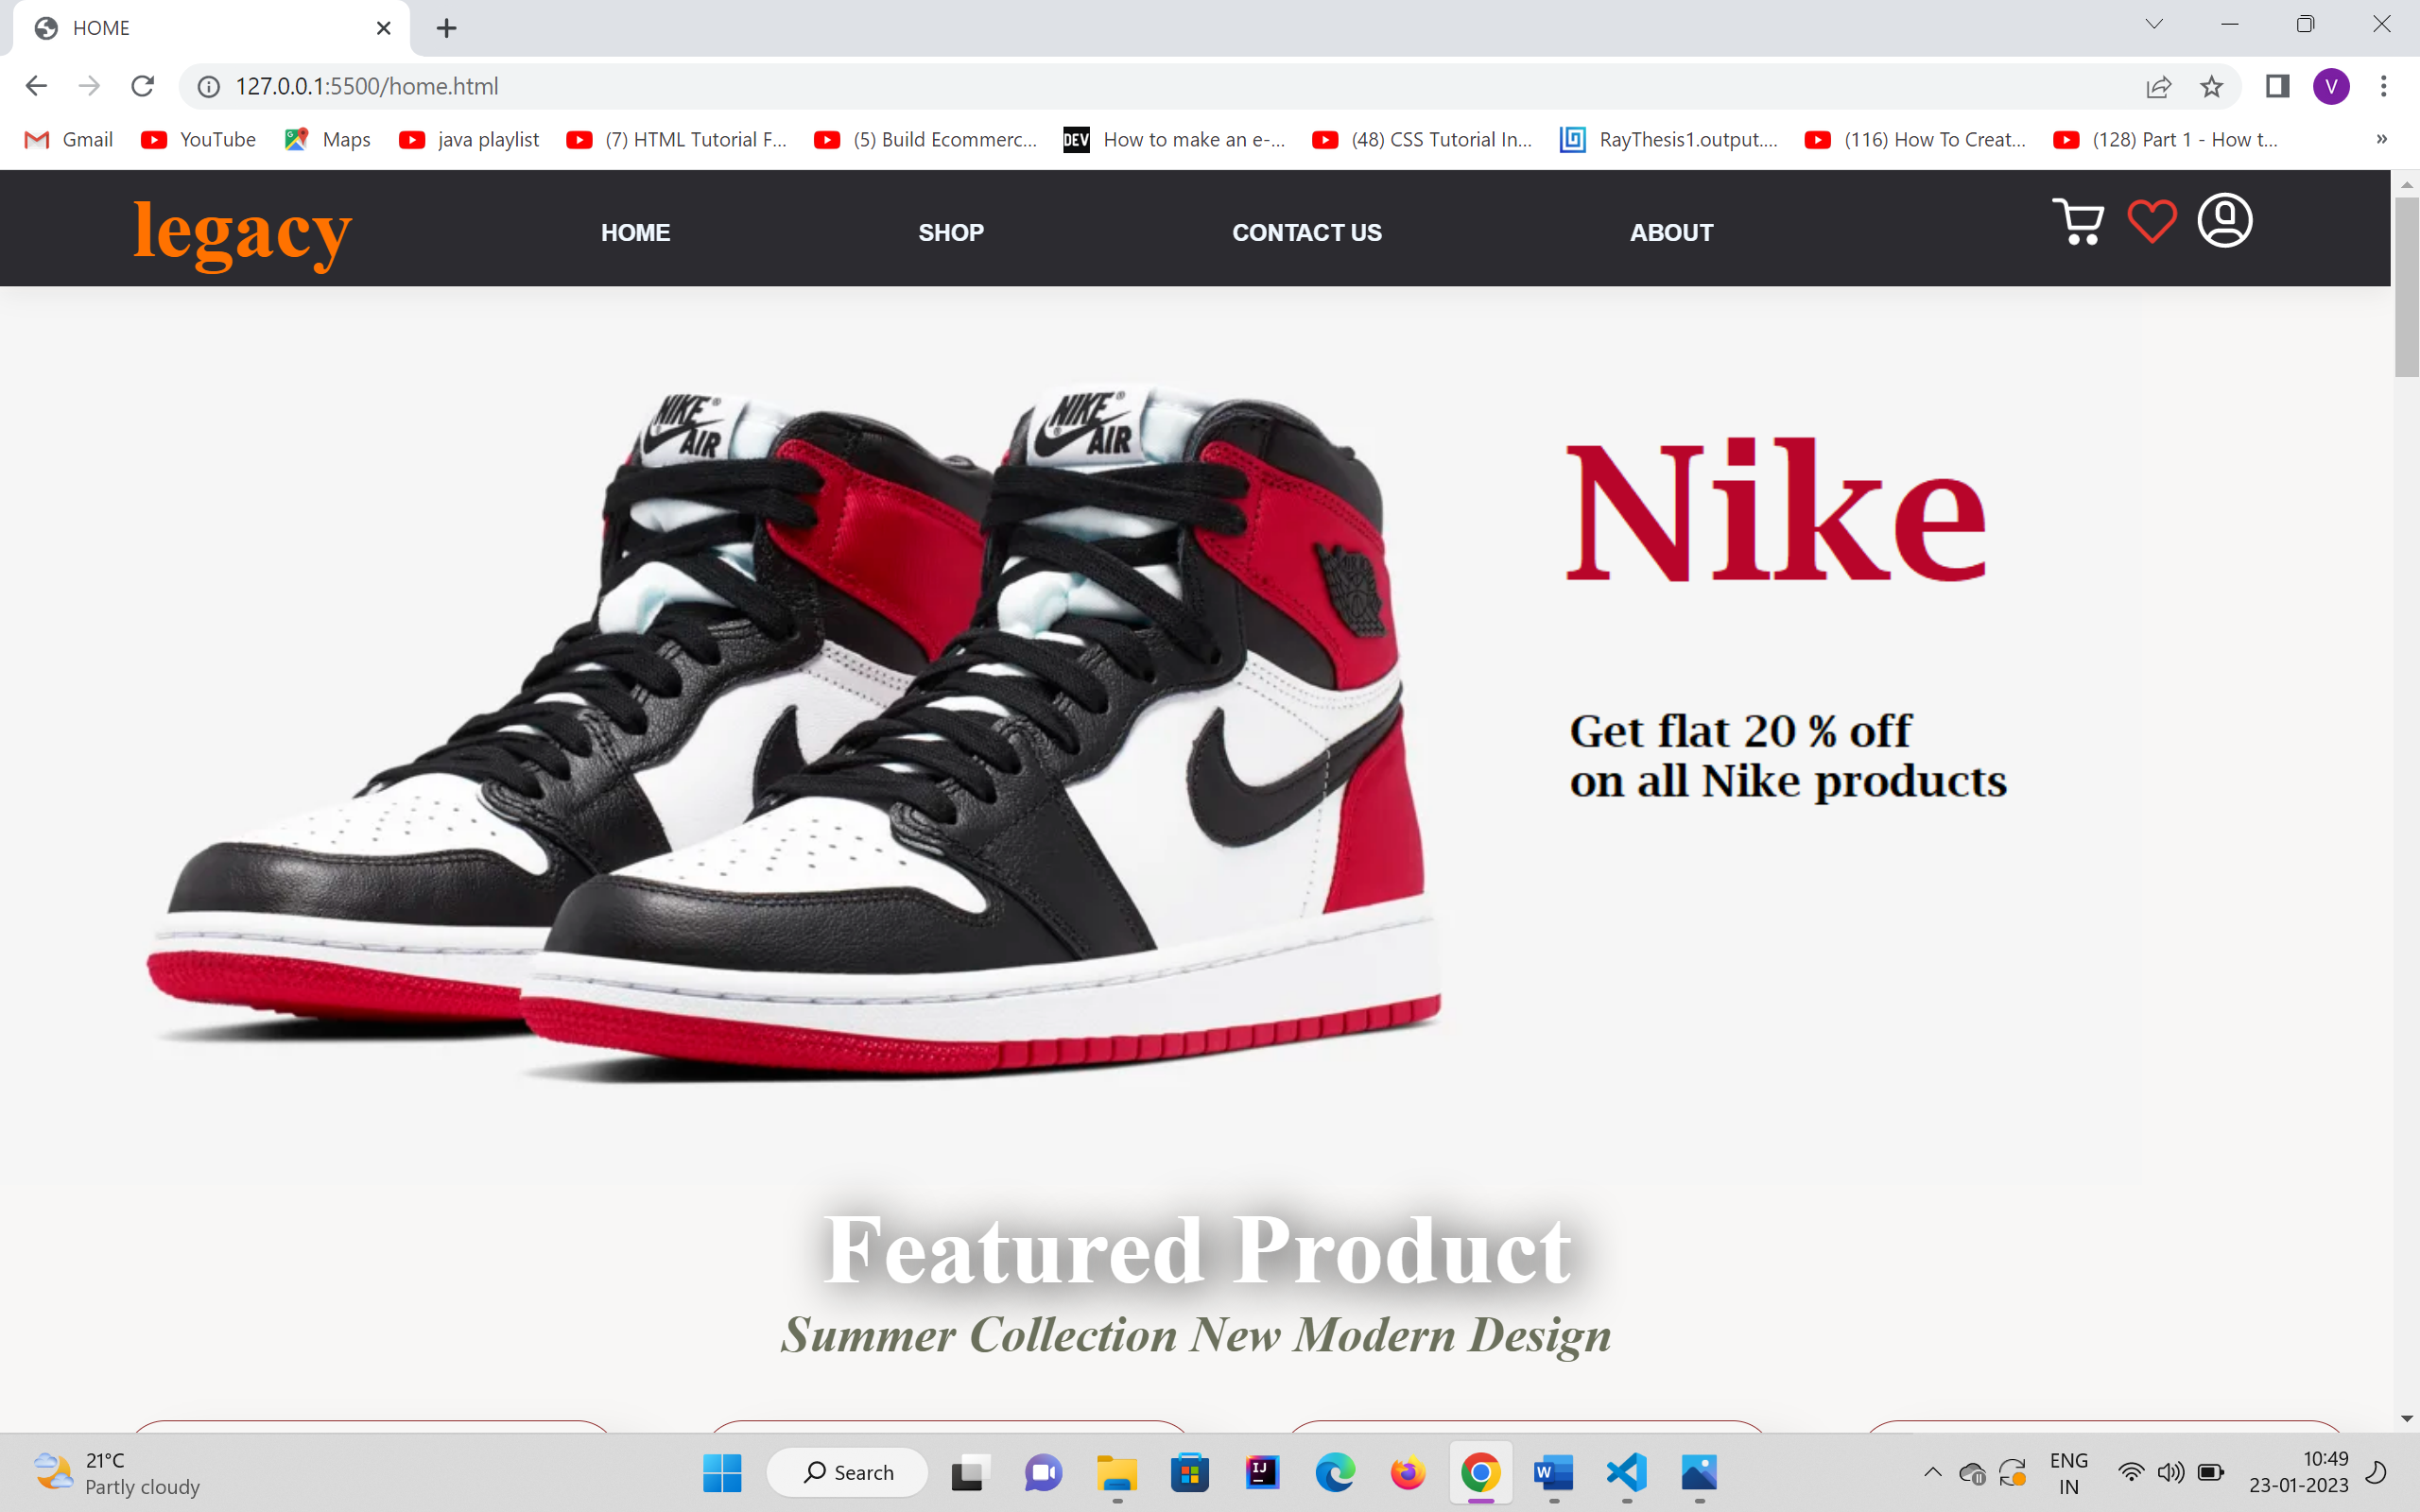 HOME
127.0.0.1:5500/home.html
V
Gmail YouTube Maps java playlist (7) HTML Tutorial F... (5) Build Ecommerc... DEV How to make an e-... (48) CSS Tutorial In... RayThesis1.output.... (116) How To Creat... (128) Part 1 - How t... »
legacy HOME SHOP CONTACT US ABOUT
NIKE ®
AIR
NIKE ®
AIR
Nike
Get flat 20 % off
on all Nike products
Featured Product
Summer Collection New Modern Design
21°C
Partly cloudy
Search
IJ
W
ENG
IN
10:49
23-01-2023